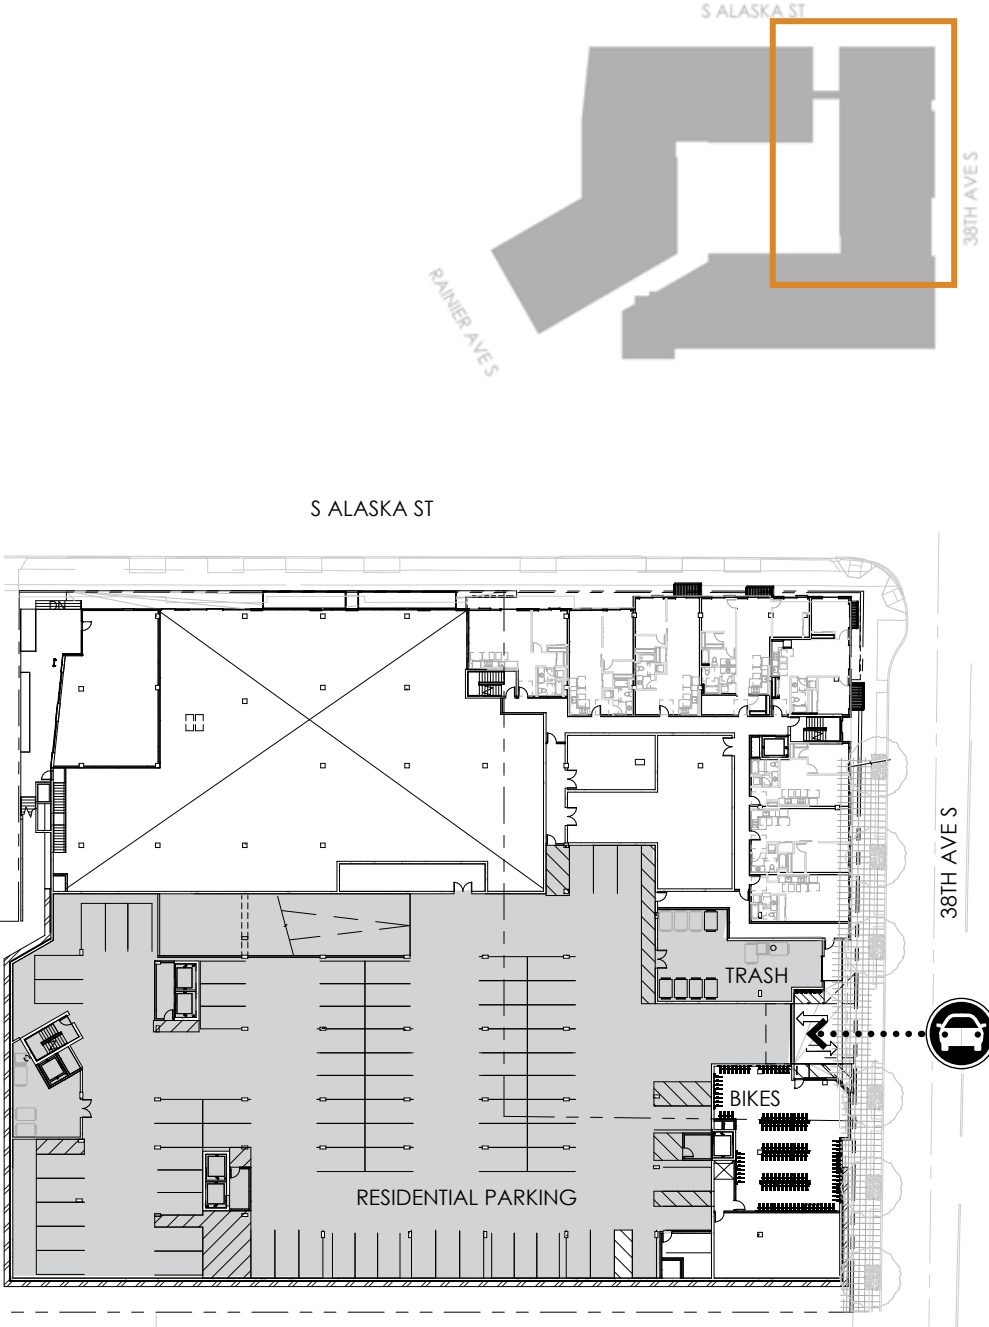 S ALASKA ST
38TH AVE S
RAINIER AVE S
S ALASKA ST
DN
38TH AVE S
TRASH
BIKES
RESIDENTIAL PARKING